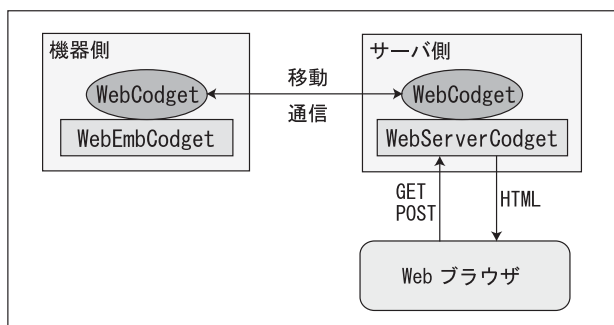 機器側
WebCodget
WebEmbCodget
移動
通信
サーバ側
WebCodget
WebServerCodget
GET
POST
HTML
Web ブラウザ